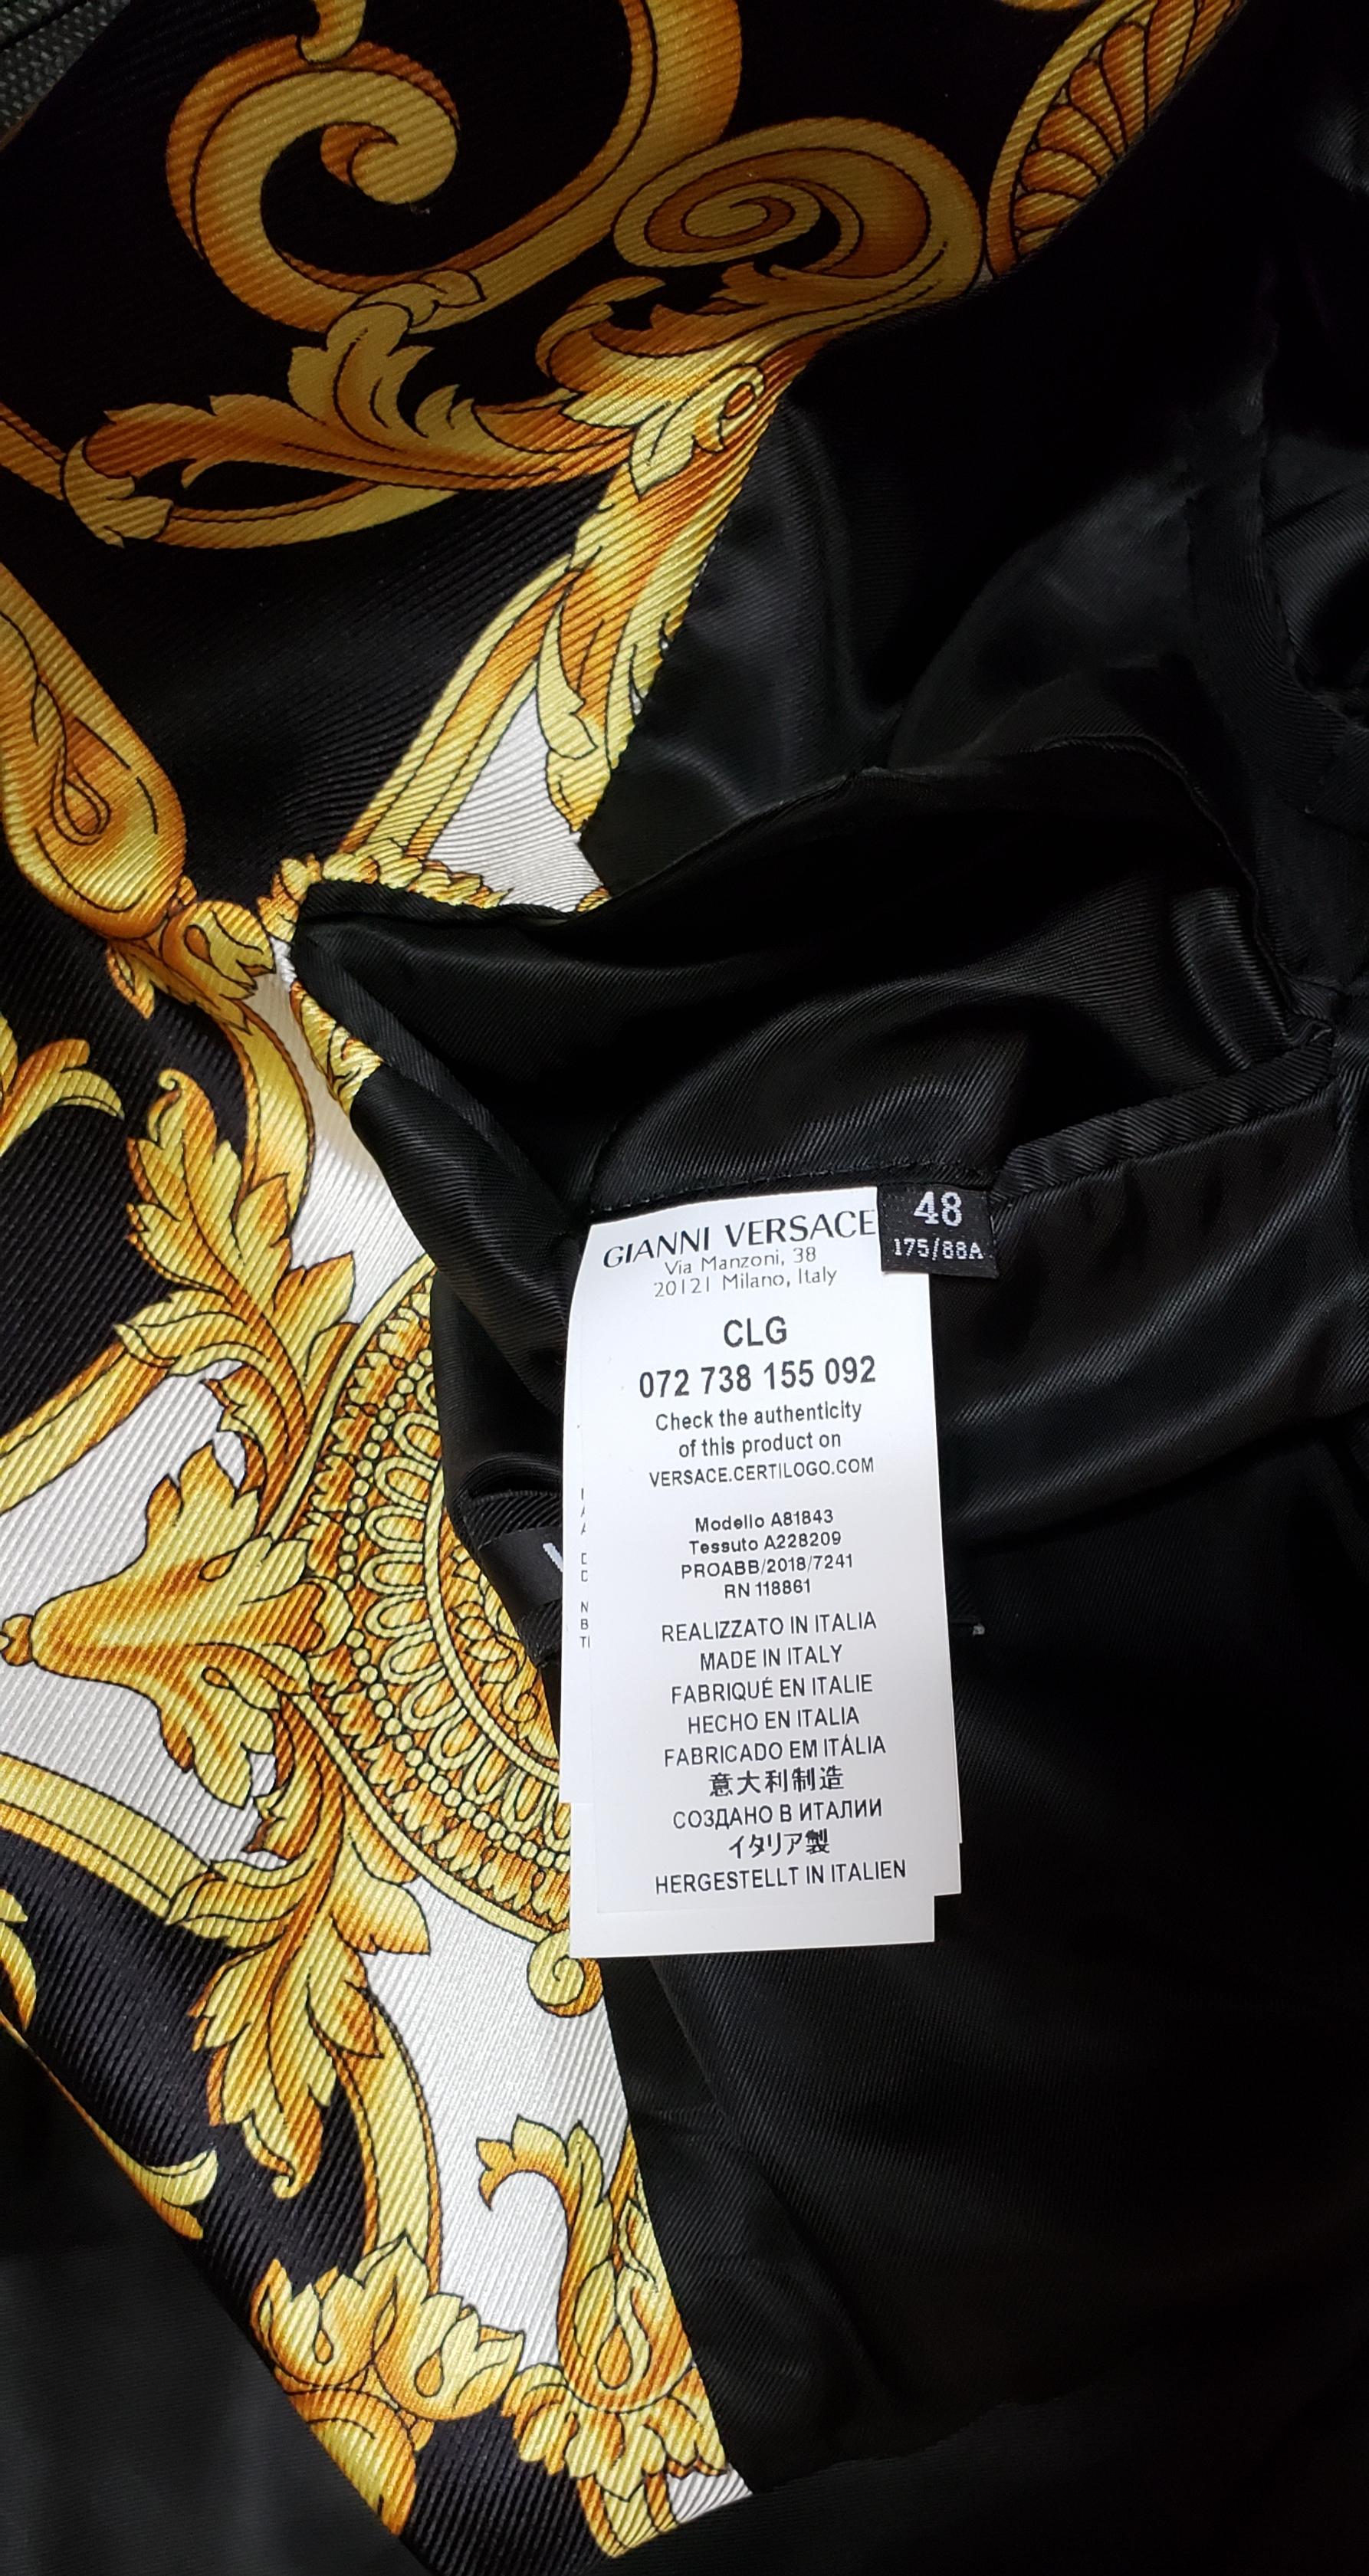 48
175/88A
GIANNI VERSACE
Via Manzoni, 38
20121 Milano, Italy
CLG
072 738 155 092
Check the authenticity
of this product on
VERSACE.CERTILOGO.COM
Modello A81843
Tessuto A228209
PROABB/2018/7241
RN 118861
REALIZZATO IN ITALIA
MADE IN ITALY
FABRIQUÉ EN ITALIE
HECHO EN ITALIA
FABRICADO EM ITÁLIA
意大利制造
СОЗДАНО В ИТАЛИИ
イタリア製
HERGESTELLT IN ITALIEN